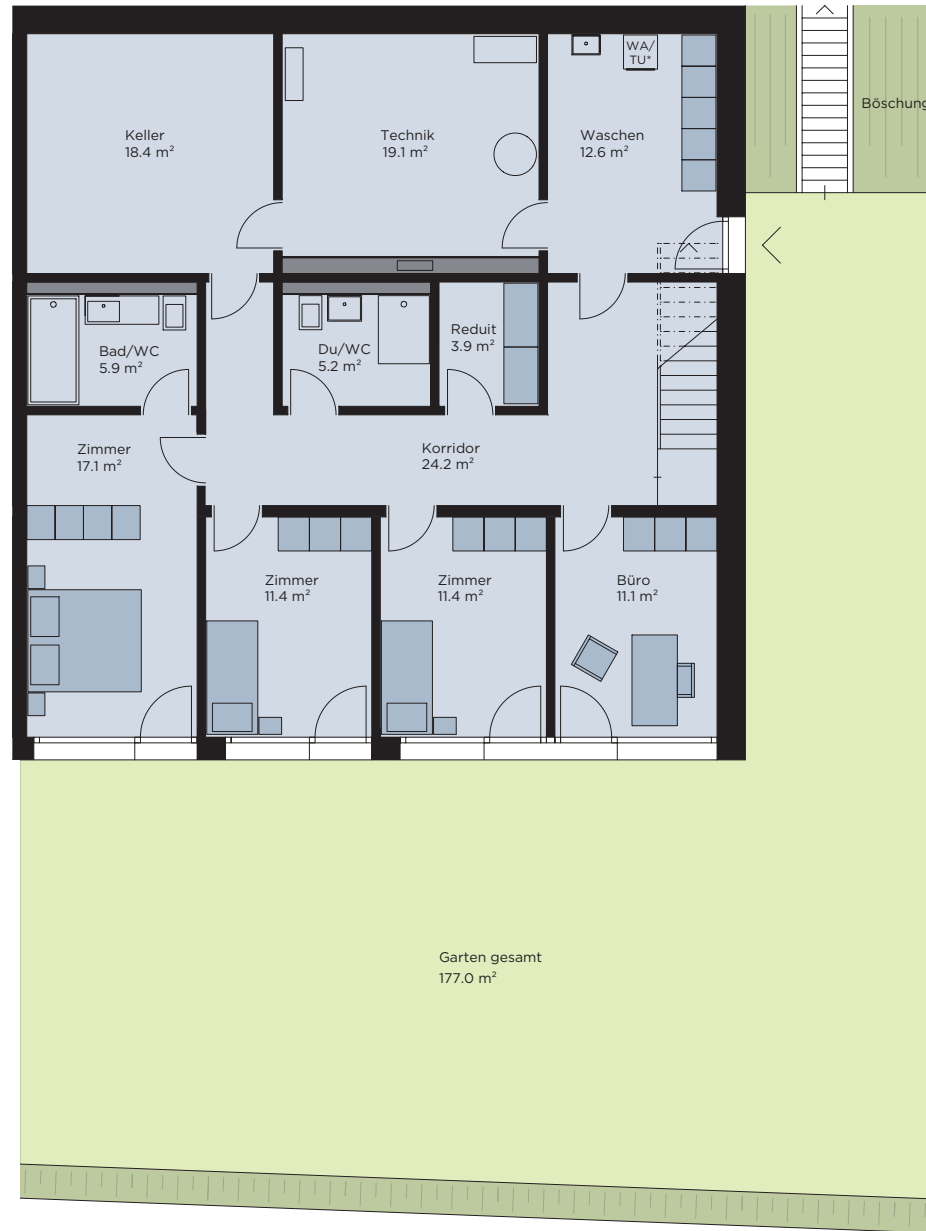 WA/
TU*
Böschung
Keller
18.4 m²
Technik
19.1 m²
Waschen
12.6 m²
Bad/WC
5.9 m²
Du/WC
5.2 m²
Reduit
3.9 m²
Zimmer
17.1 m²
Korridor
24.2 m²
Zimmer
11.4 m²
Zimmer
11.4 m²
Büro
11.1 m²
Garten gesamt
177.0 m²